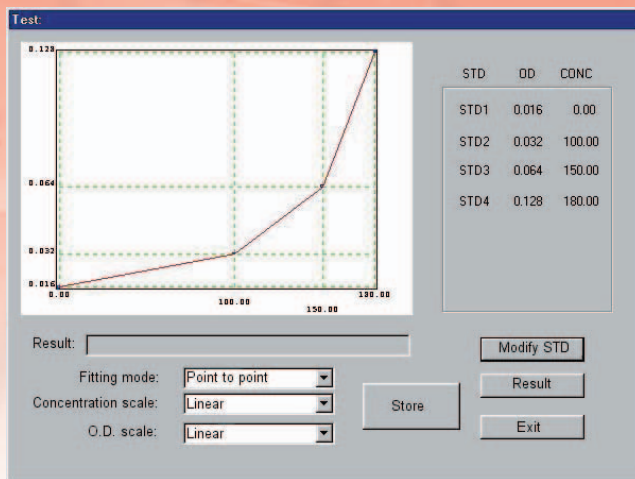 Test:
0.128
0.064
0.032
0.016
0.00
100.00
150.00
180.00
STD OD CONC
STD1 0.016 0.00
STD2 0.032 100.00
STD3 0.064 150.00
STD4 0.128 180.00
Result:
Fitting mode: Point to point
Concentration scale: Linear
O.D. scale: Linear
Store
Modify STD
Result
Exit